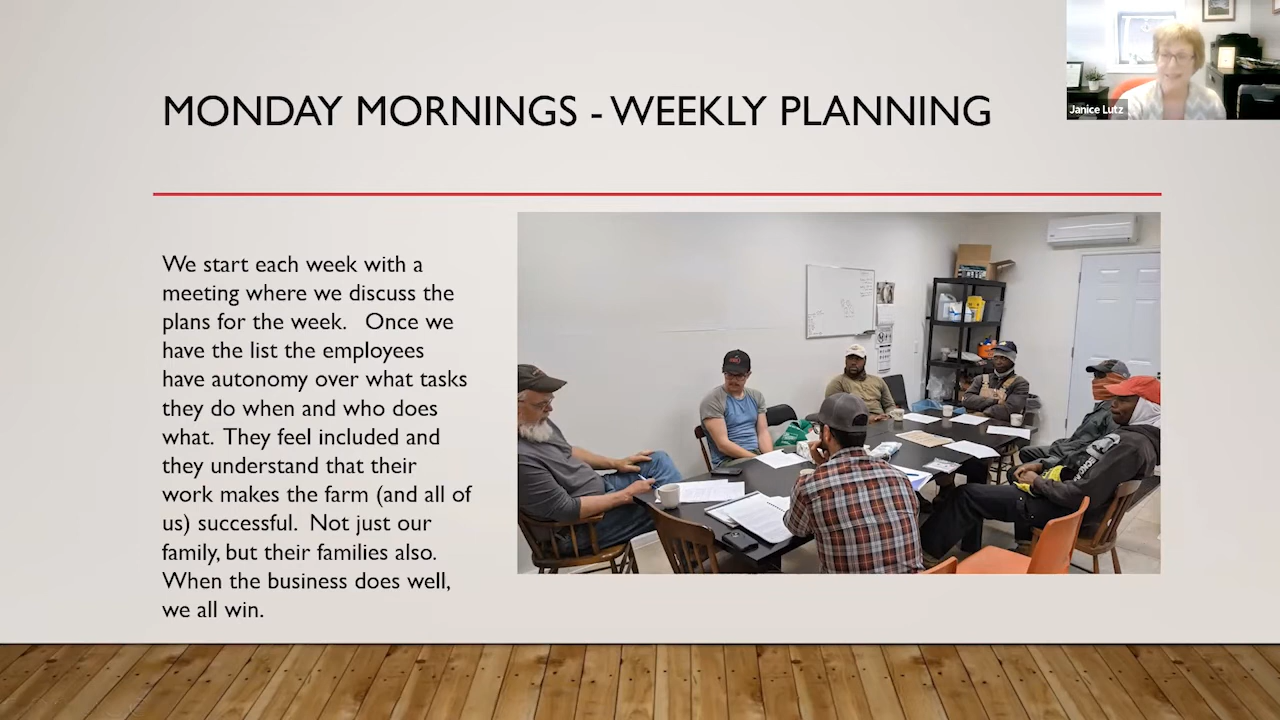 MONDAY MORNINGS - WEEKLY PLANNING
Janice Lutz
We start each week with a
meeting where we discuss the
plans for the week. Once we
have the list the employees
have autonomy over what tasks
they do when and who does
what. They feel included and
they understand that their
work makes the farm (and all of
us) successful. Not just our
family, but their families also.
When the business does well,
we all win.